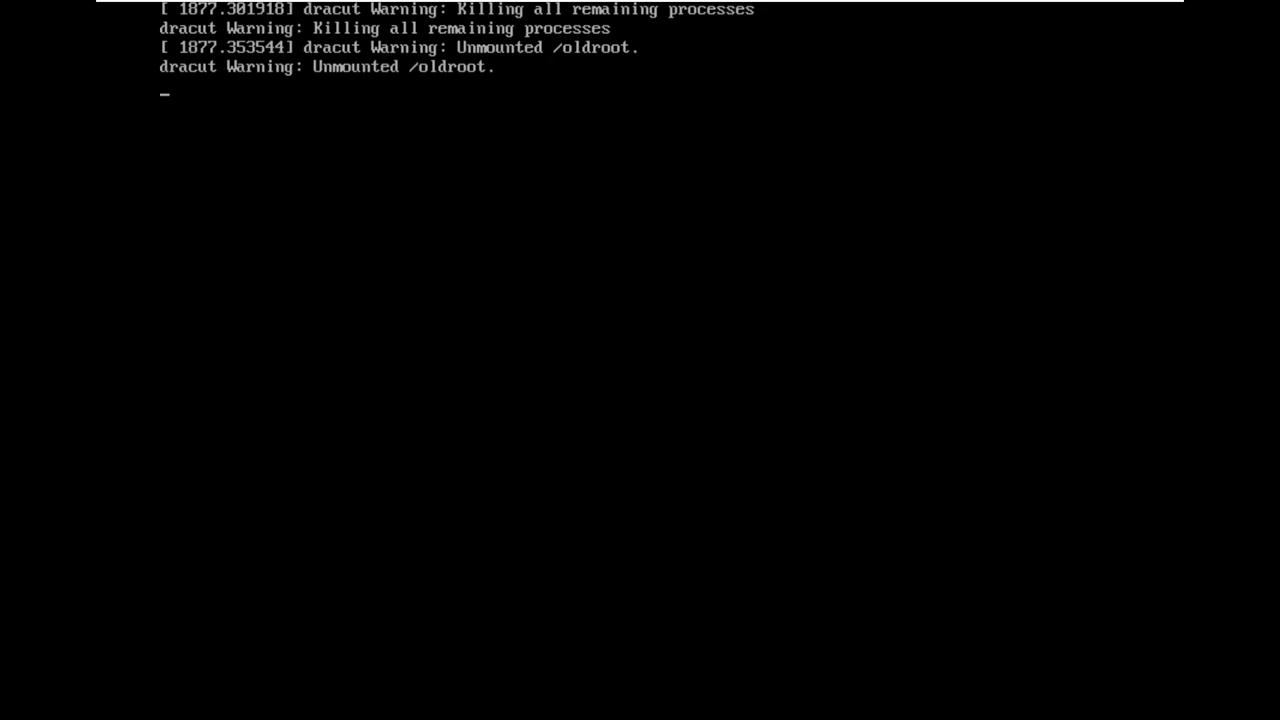 [ 1877.301918] dracut Warning: Killing all remaining processes
dracut Warning: Killing all remaining processes
[ 1877.353544] dracut Warning: Unmounted /oldroot.
dracut Warning: Unmounted /oldroot.